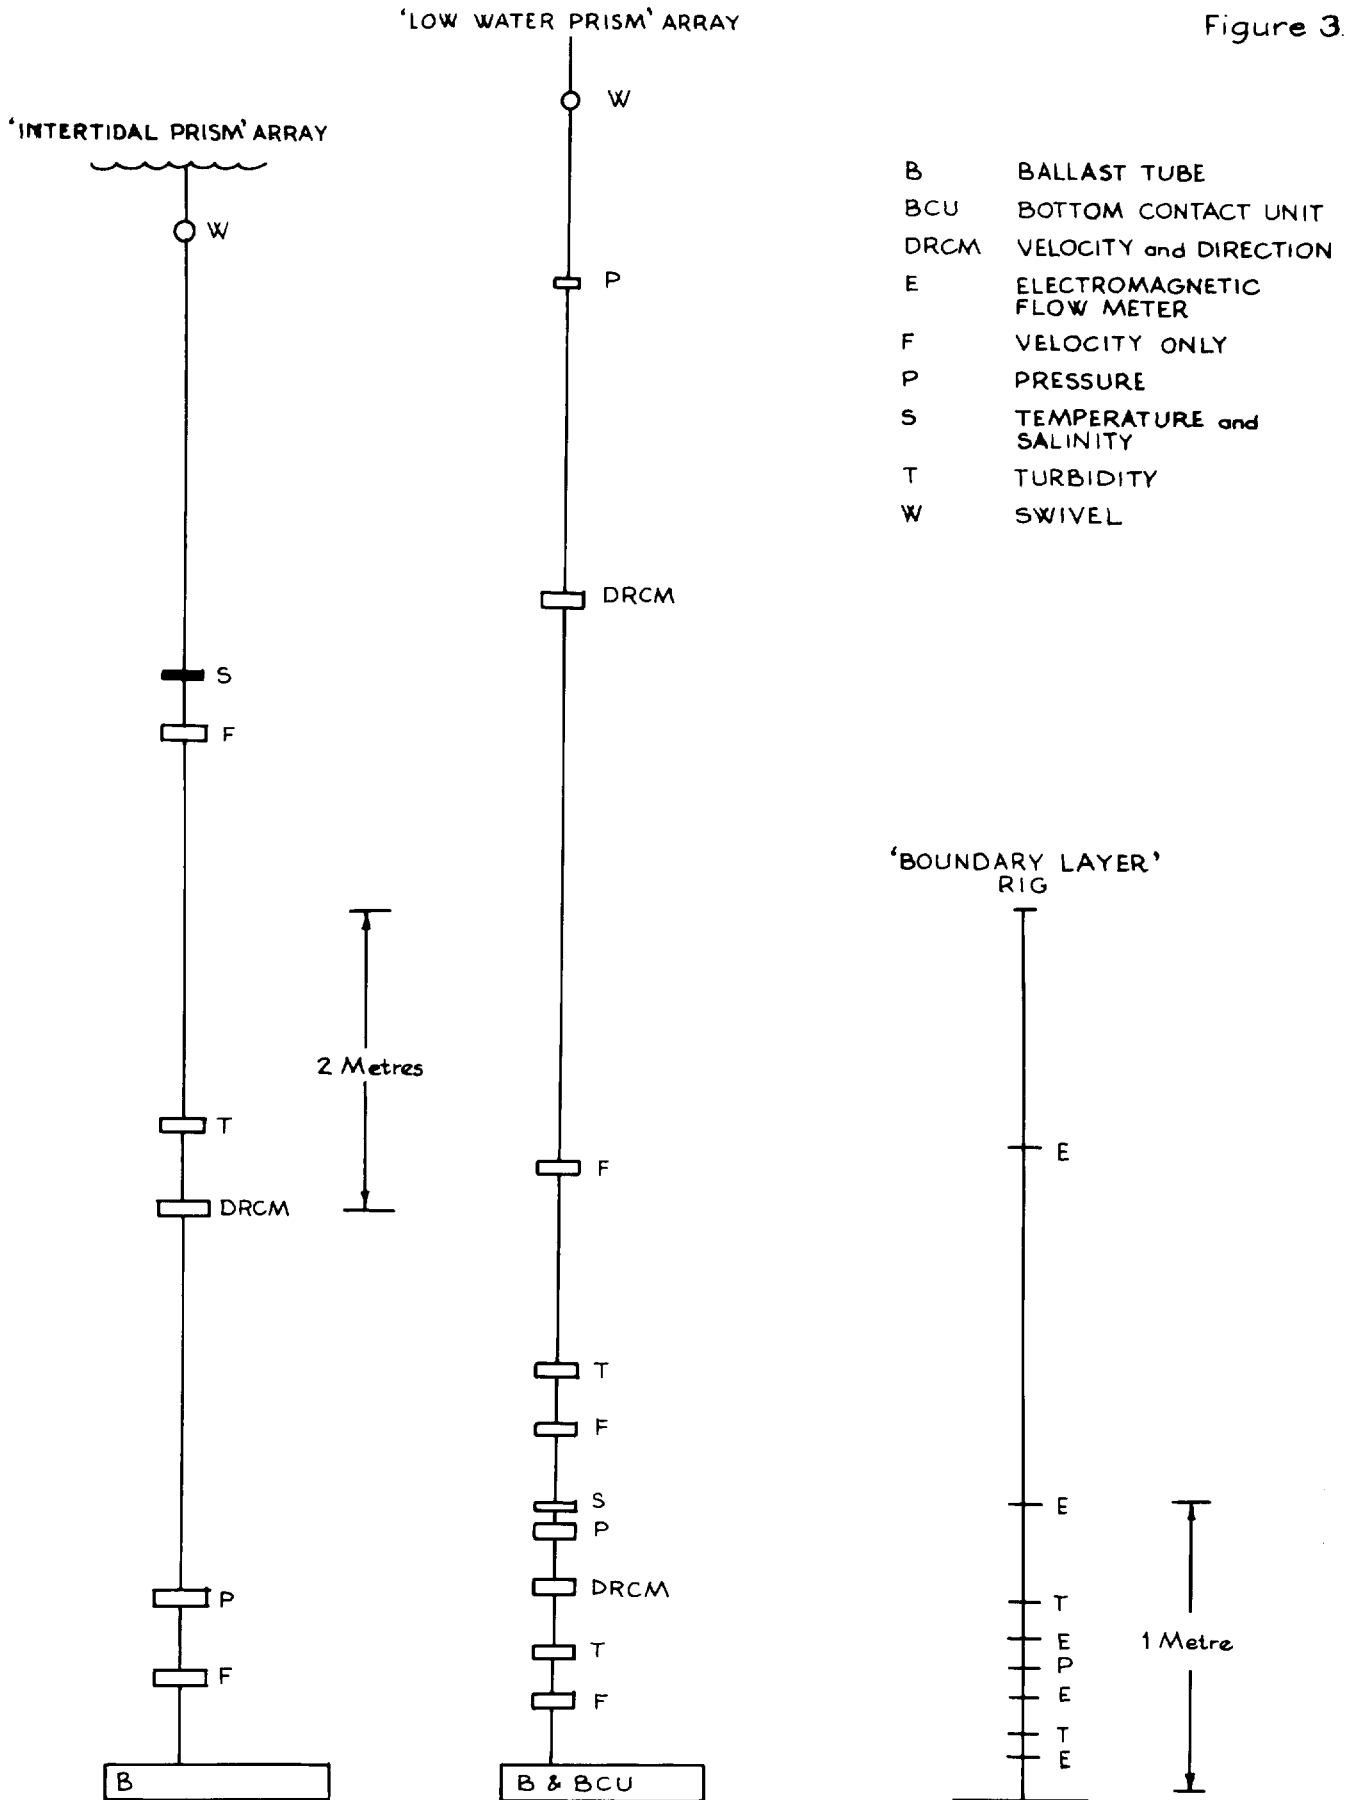 Figure 3.
'LOW WATER PRISM' ARRAY
W
P
DRCM
F
T
F
S
P
DRCM
T
F
B & BCU
'INTERTIDAL PRISM' ARRAY
W
S
F
T
DRCM
P
F
B
2 Metres
B BALLAST TUBE
BCU BOTTOM CONTACT UNIT
DRCM VELOCITY and DIRECTION
E ELECTROMAGNETIC
FLOW METER
F VELOCITY ONLY
P PRESSURE
S TEMPERATURE and
SALINITY
T TURBIDITY
W SWIVEL
'BOUNDARY LAYER'
RIG
E
E
T
E
P
E
T
E
1 Metre